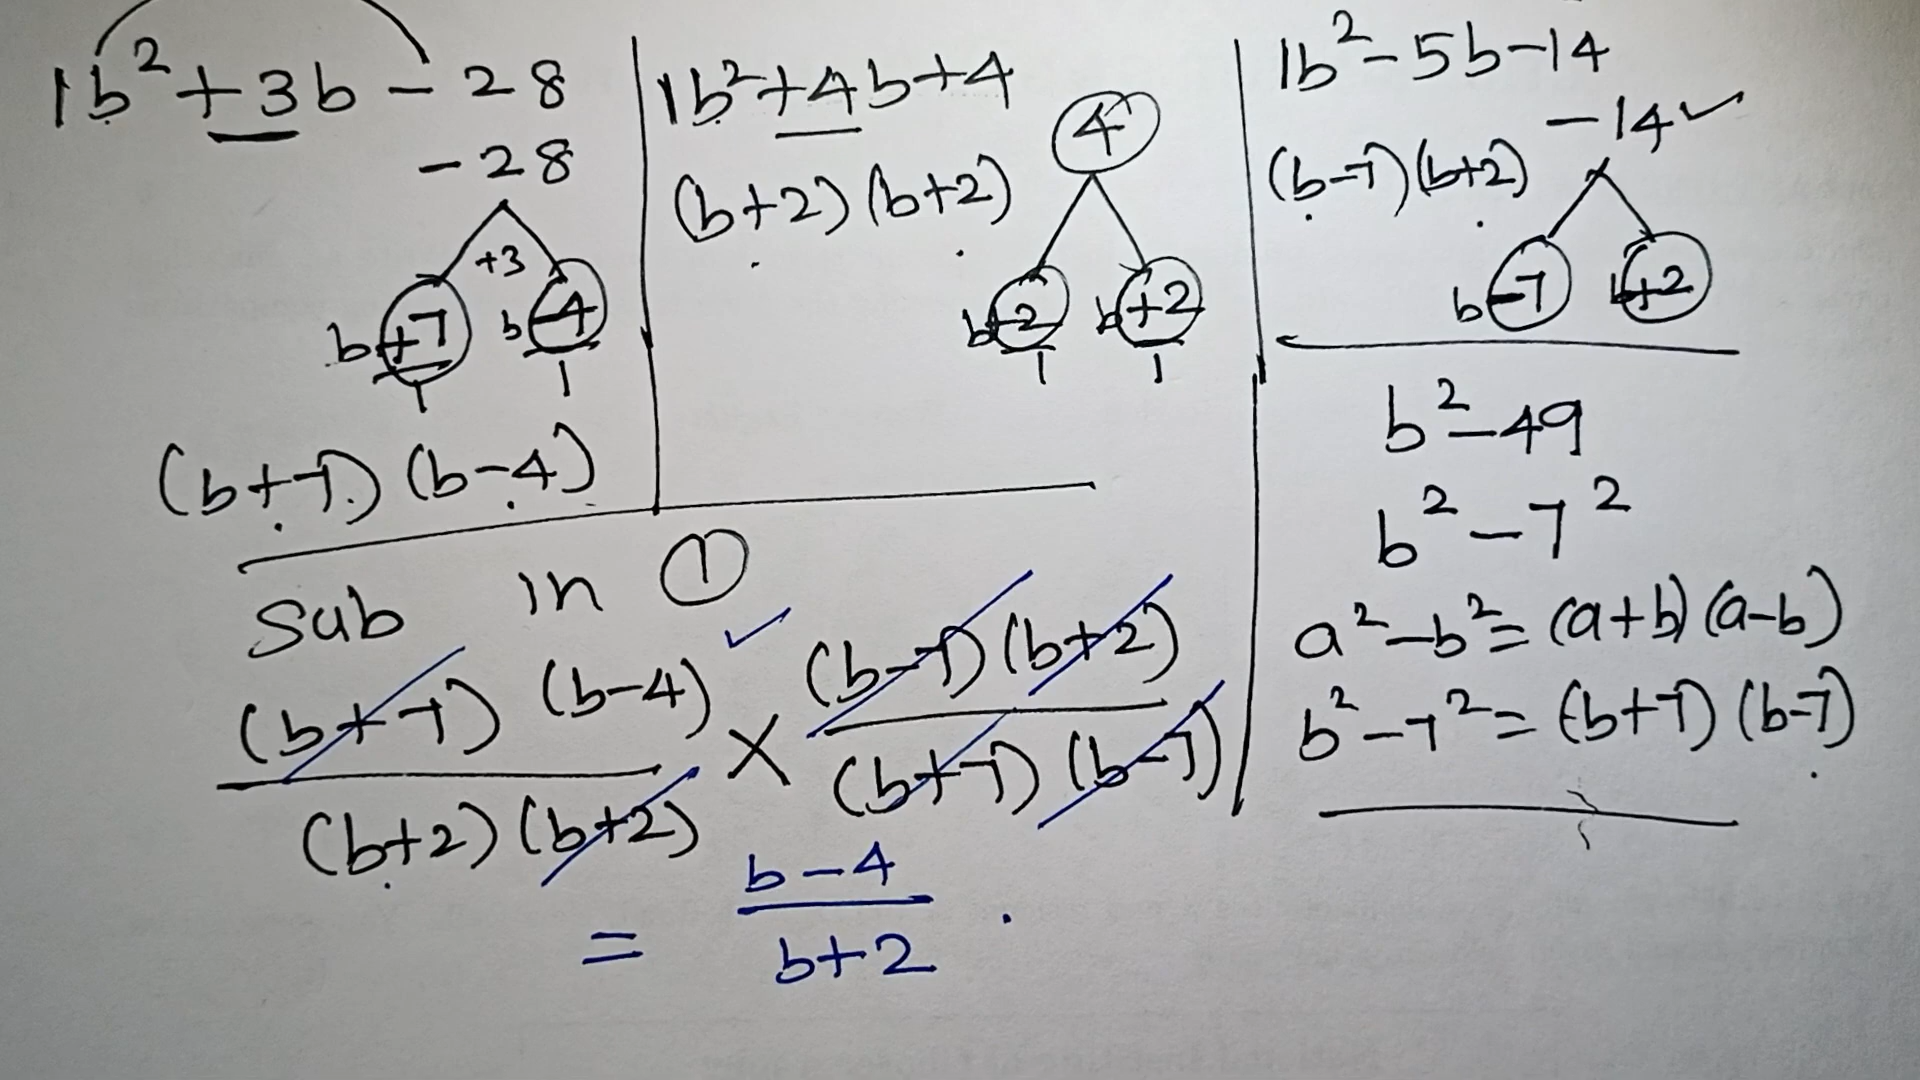 1b² + 3b - 28
-28
+3
b+7 b-4
1 1
(b+7) (b-4)
1b² + 4b + 4
4
(b+2) (b+2)
b+2 b+2
1 1
1b² - 5b - 14
-14 ✓
(b-7) (b+2)
b-7 b+2
b² - 49
b² - 7²
a² - b² = (a+b) (a-b)
b² - 7² = (b+7) (b-7)
Sub in ①
(b+7) (b-4) ✓ (b-7) (b+2)
×
(b+2) (b+2) (b+7) (b-7)
b-4
=
b+2 .